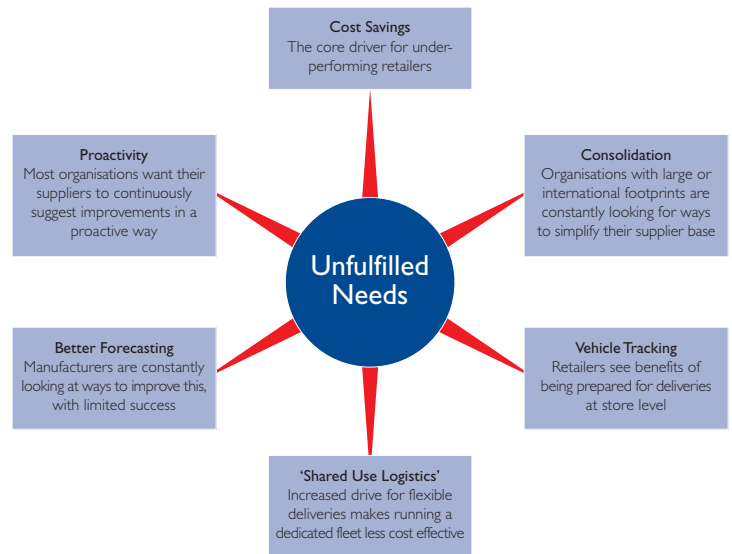 Cost Savings
The core driver for under-
performing retailers
Proactivity
Most organisations want their
suppliers to continuously
suggest improvements in a
proactive way
Consolidation
Organisations with large or
international footprints are
constantly looking for ways
to simplify their supplier base
Unfulfilled
Needs
Better Forecasting
Manufacturers are constantly
looking at ways to improve this,
with limited success
Vehicle Tracking
Retailers see benefits of
being prepared for deliveries
at store level
‘Shared Use Logistics’
Increased drive for flexible
deliveries makes running a
dedicated fleet less cost effective